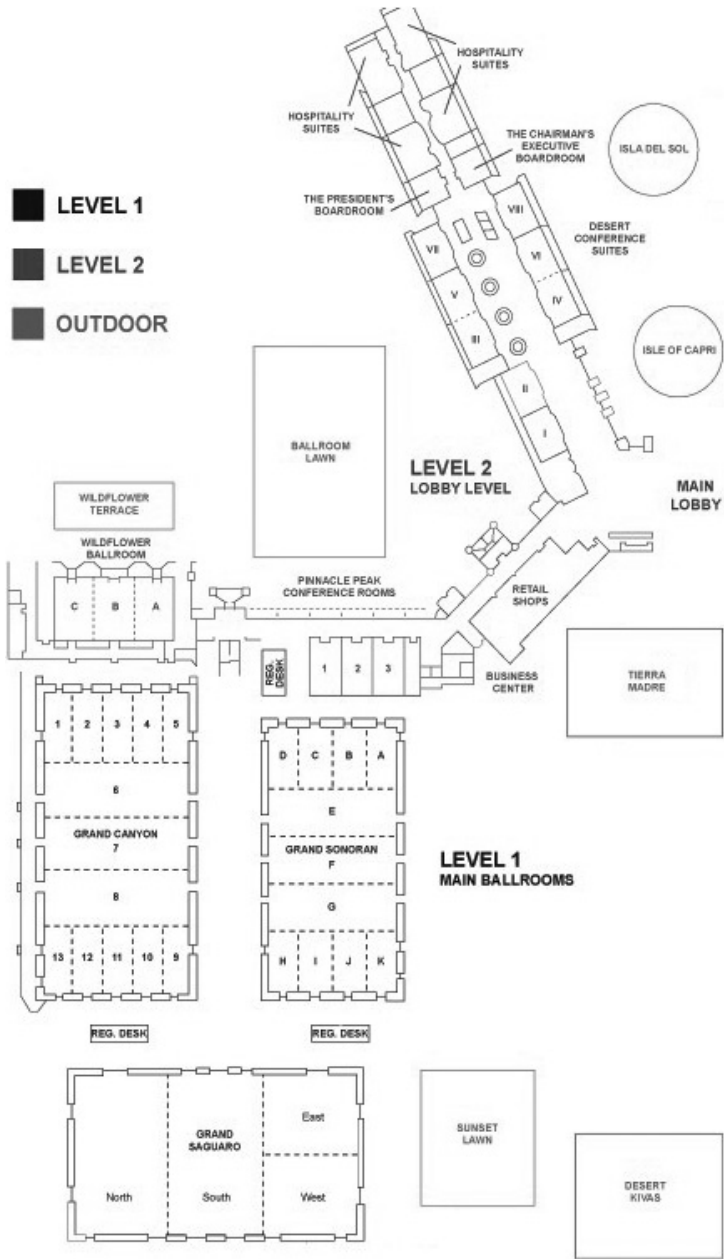 HOSPITALITY
SUITES
HOSPITALITY
SUITES
THE CHAIRMAN'S
EXECUTIVE
BOARDROOM
ISLA DEL SOL
THE PRESIDENT'S
BOARDROOM
LEVEL 1
LEVEL 2
OUTDOOR
VIII
VII
VI
V
IV
III
II
I
DESERT
CONFERENCE
SUITES
ISLE OF CAPRI
BALLROOM
LAWN
LEVEL 2
LOBBY LEVEL
MAIN
LOBBY
WILDFLOWER
TERRACE
WILDFLOWER
BALLROOM
C B A
PINNACLE PEAK
CONFERENCE ROOMS
RETAIL
SHOPS
REG.
DESK
1 2 3
BUSINESS
CENTER
TIERRA
MADRE
1 2 3 4 5
6
GRAND CANYON
7
8
13 12 11 10 9
D C B A
E
GRAND SONORAN
F
G
H I J K
LEVEL 1
MAIN BALLROOMS
REG. DESK
REG. DESK
GRAND
SAGUARO
East
North South West
SUNSET
LAWN
DESERT
KIVAS